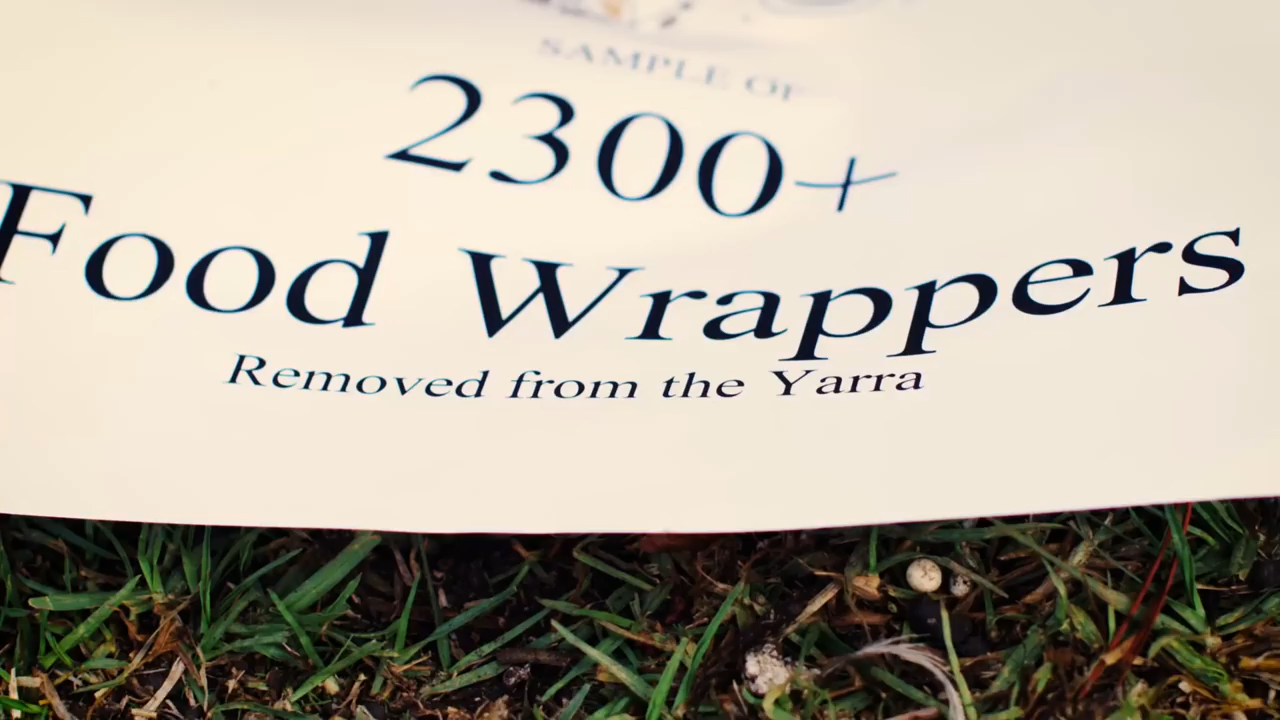 SAMPLE OF
2300+
Food Wrappers
Removed from the Yarra